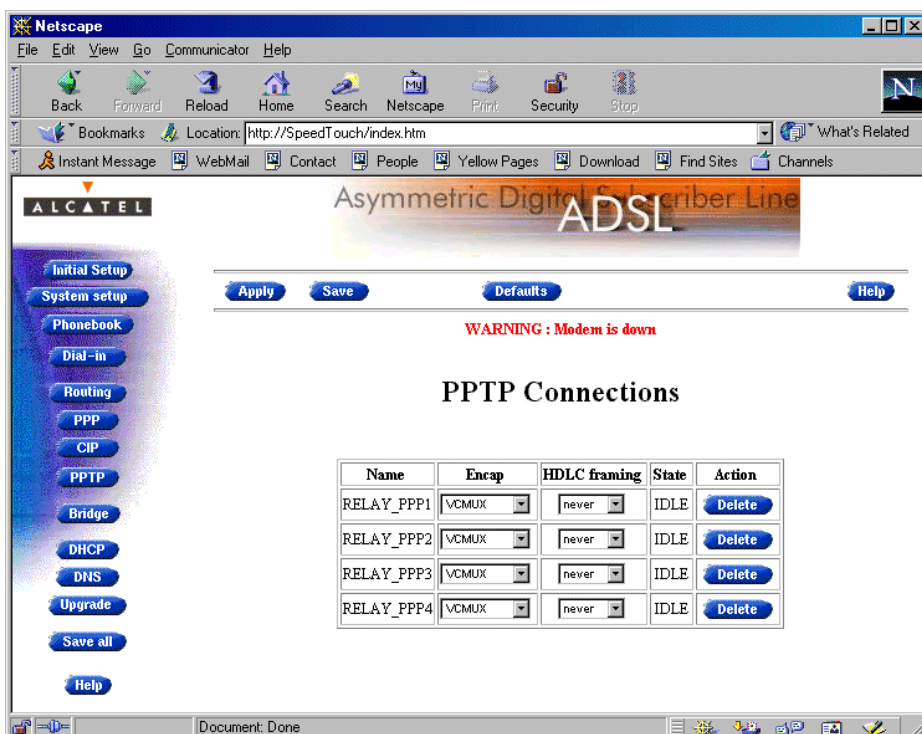 Netscape
File Edit View Go Communicator Help
Back Forward Reload Home Search Netscape Print Security Stop
My
N
Bookmarks Location: http://SpeedTouch/index.htm What's Related
Instant Message WebMail Contact People Yellow Pages Download Find Sites Channels
ALCATEL
Asymmetric Digital Subscriber Line
ADSL
Initial Setup
System setup
Phonebook
Dial-in
Routing
PPP
CIP
PPTP
Bridge
DHCP
DNS
Upgrade
Save all
Help
Apply Save Defaults Help
WARNING : Modem is down
PPTP Connections
Name Encap HDLC framing State Action
RELAY_PPP1 VCMUX never IDLE Delete
RELAY_PPP2 VCMUX never IDLE Delete
RELAY_PPP3 VCMUX never IDLE Delete
RELAY_PPP4 VCMUX never IDLE Delete
Document: Done